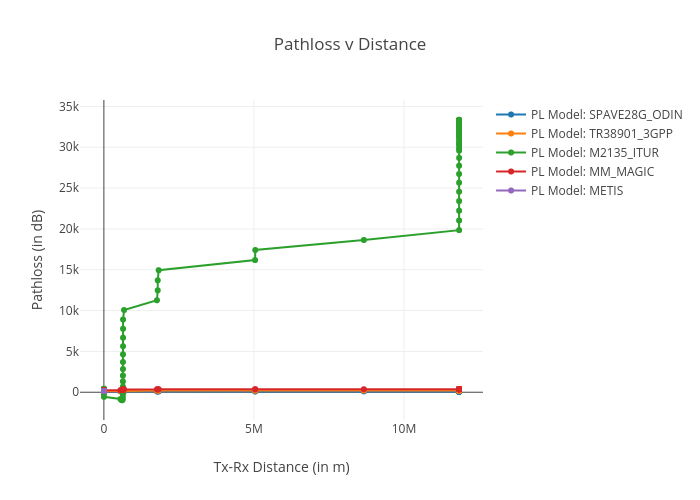 Pathloss v Distance
35k
30k
25k
20k
15k
10k
5k
0
0
5M
10M
Pathloss (in dB)
Tx-Rx Distance (in m)
PL Model: SPAVE28G_ODIN
PL Model: TR38901_3GPP
PL Model: M2135_ITUR
PL Model: MM_MAGIC
PL Model: METIS